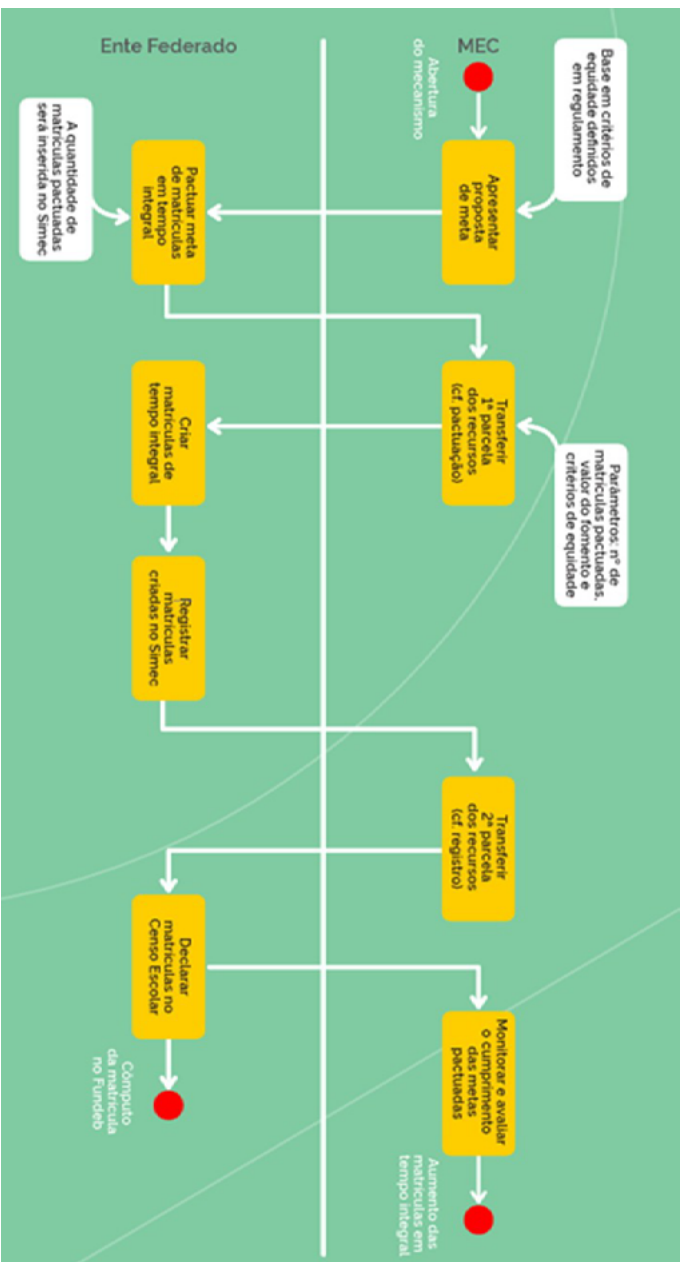 Ente Federado
MEC
Abertura
do mecanismo
Base em critérios de
equidade definidos
em regulamento
Apresentar
proposta
de meta
Pactuar meta
de matrículas
em tempo
integral
A quantidade de
matrículas pactuadas
será inserida no Simec
Transferir
1ª parcela
dos recursos
(cf. pactuação)
Parâmetros: nº de
matrículas pactuadas,
valor do fomento e
critérios de equidade
Criar
matrículas de
tempo integral
Registrar
matrículas
criadas no Simec
Transferir
2ª parcela
dos recursos
(cf. registro)
Declarar
matrículas no
Censo Escolar
Cômputo
da matrícula
no Fundeb
Monitorar e avaliar
o cumprimento
das metas
pactuadas
Aumento das
matrículas em
tempo integral